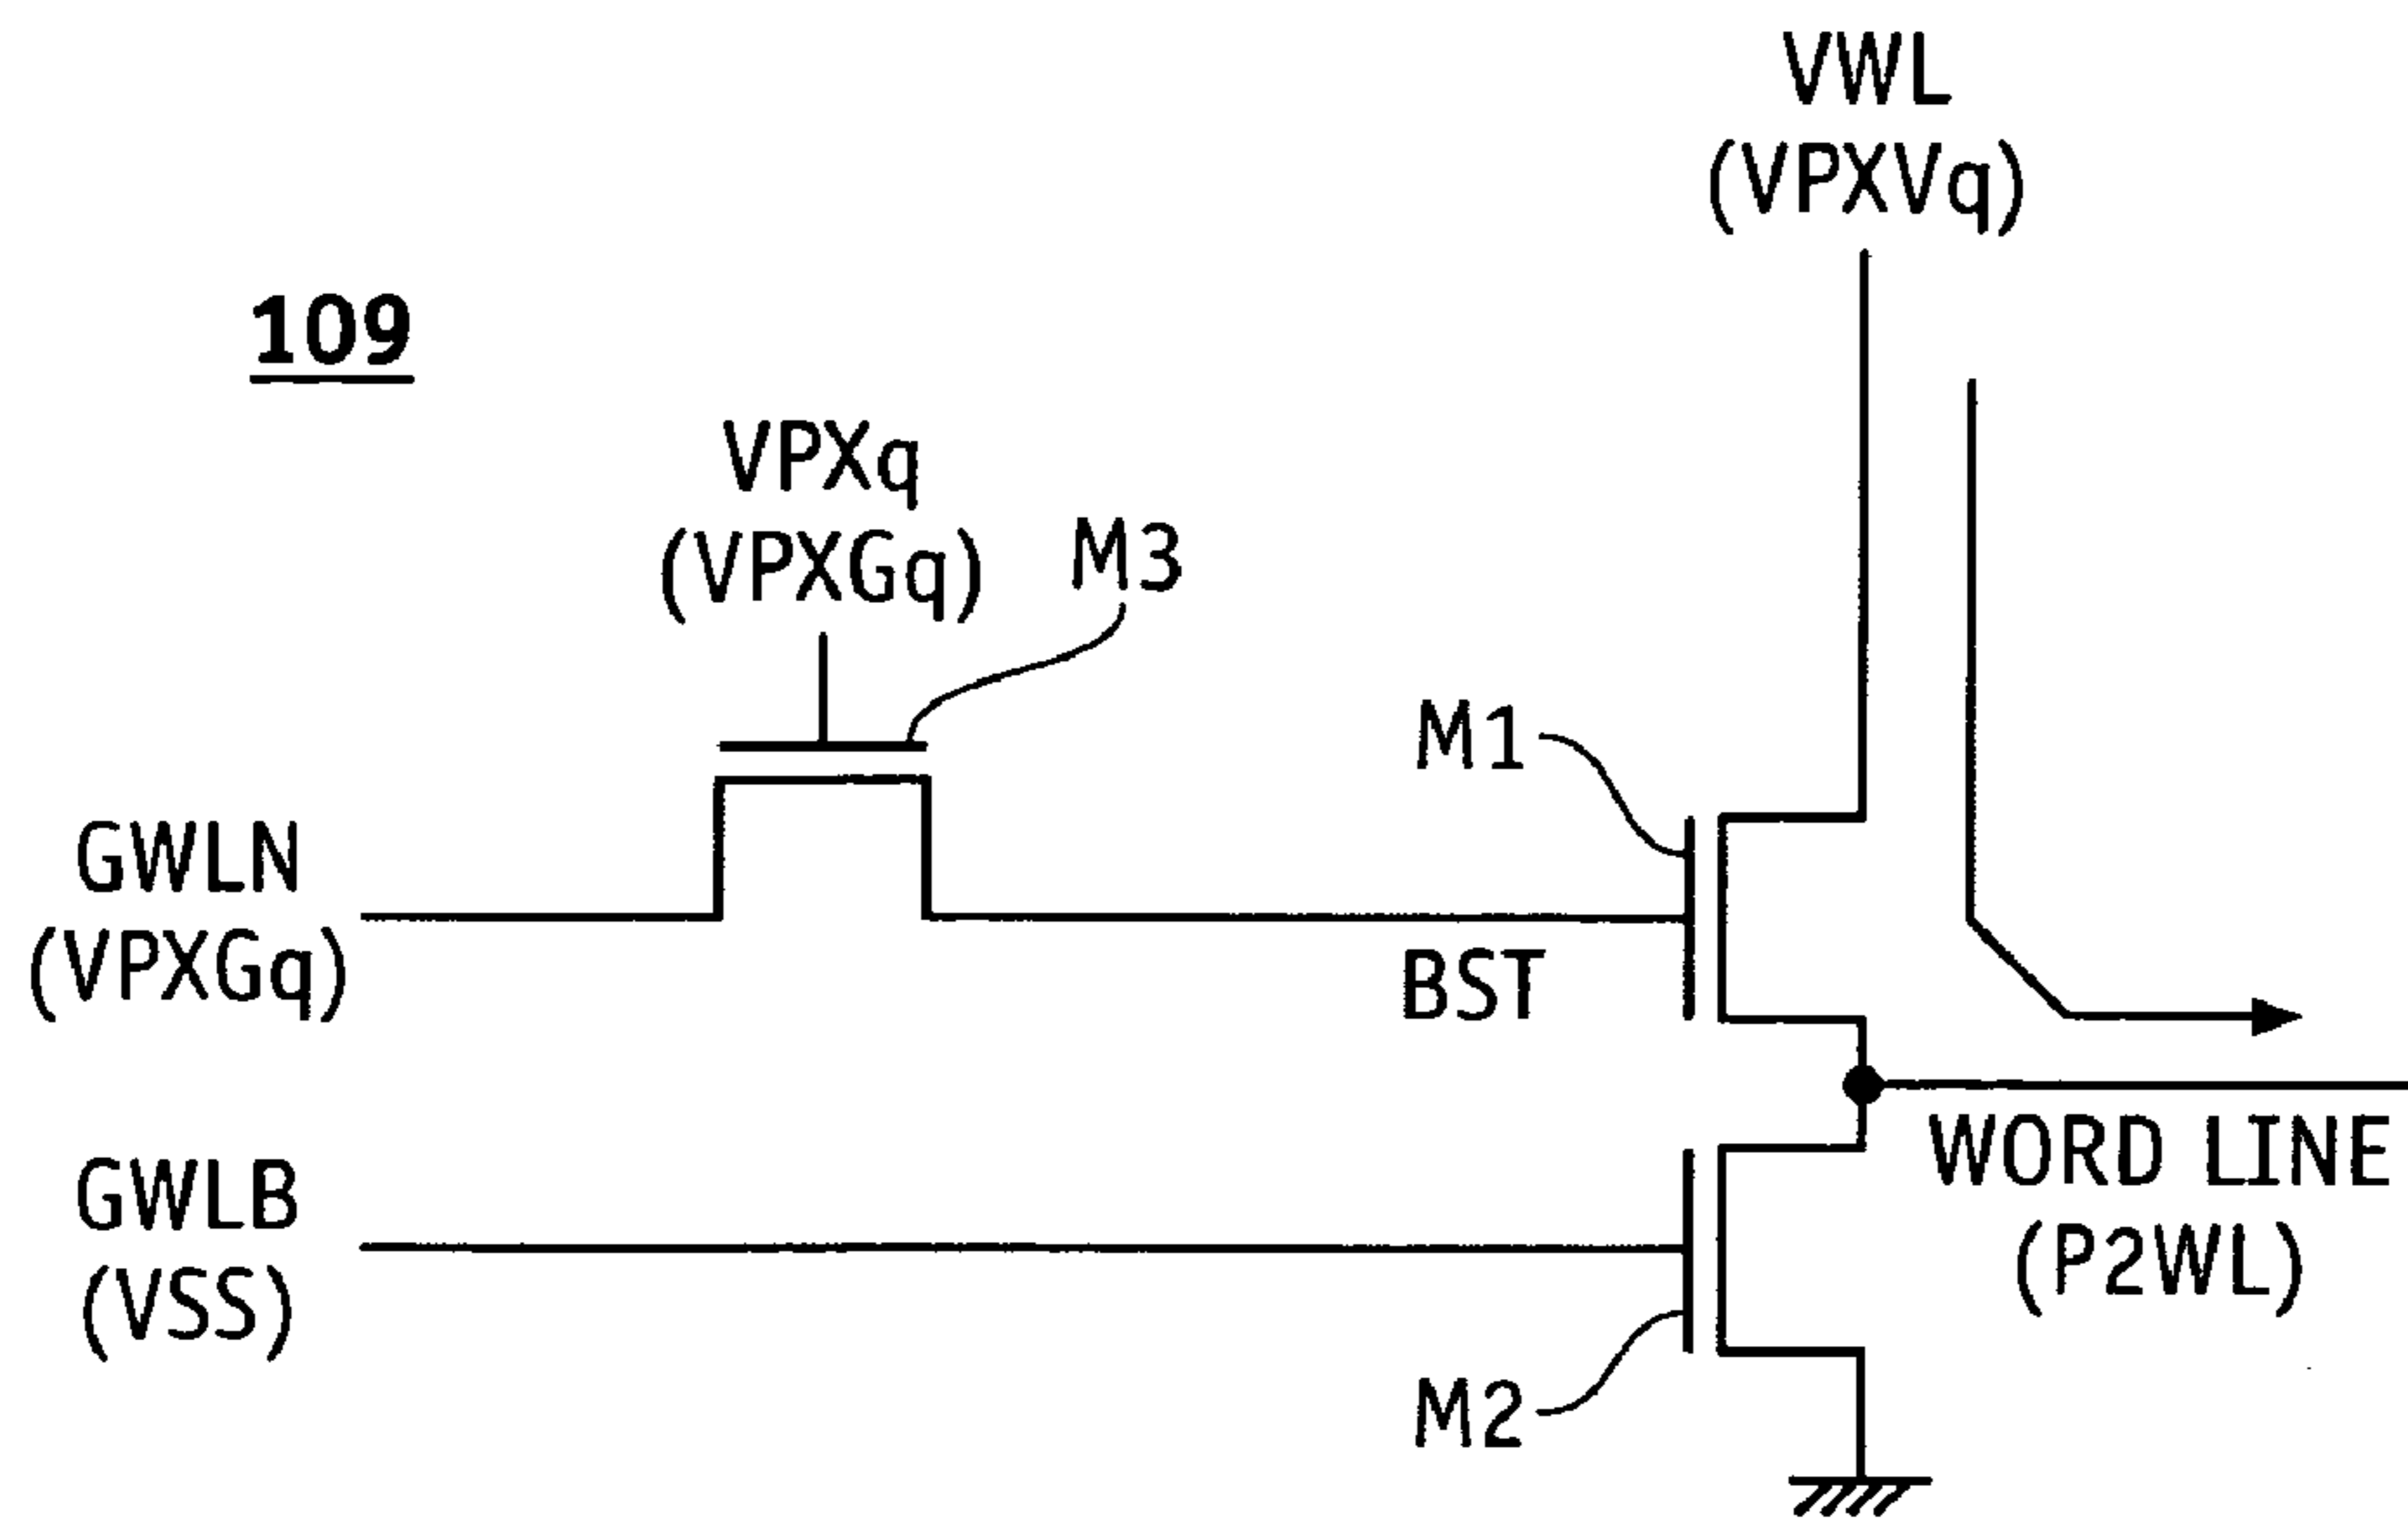 VWL
(VPXVq)
109
VPXq
(VPXGq)
M3
M1
GWLN
(VPXGq)
BST
GWLB
(VSS)
WORD LINE
(P2WL)
M2